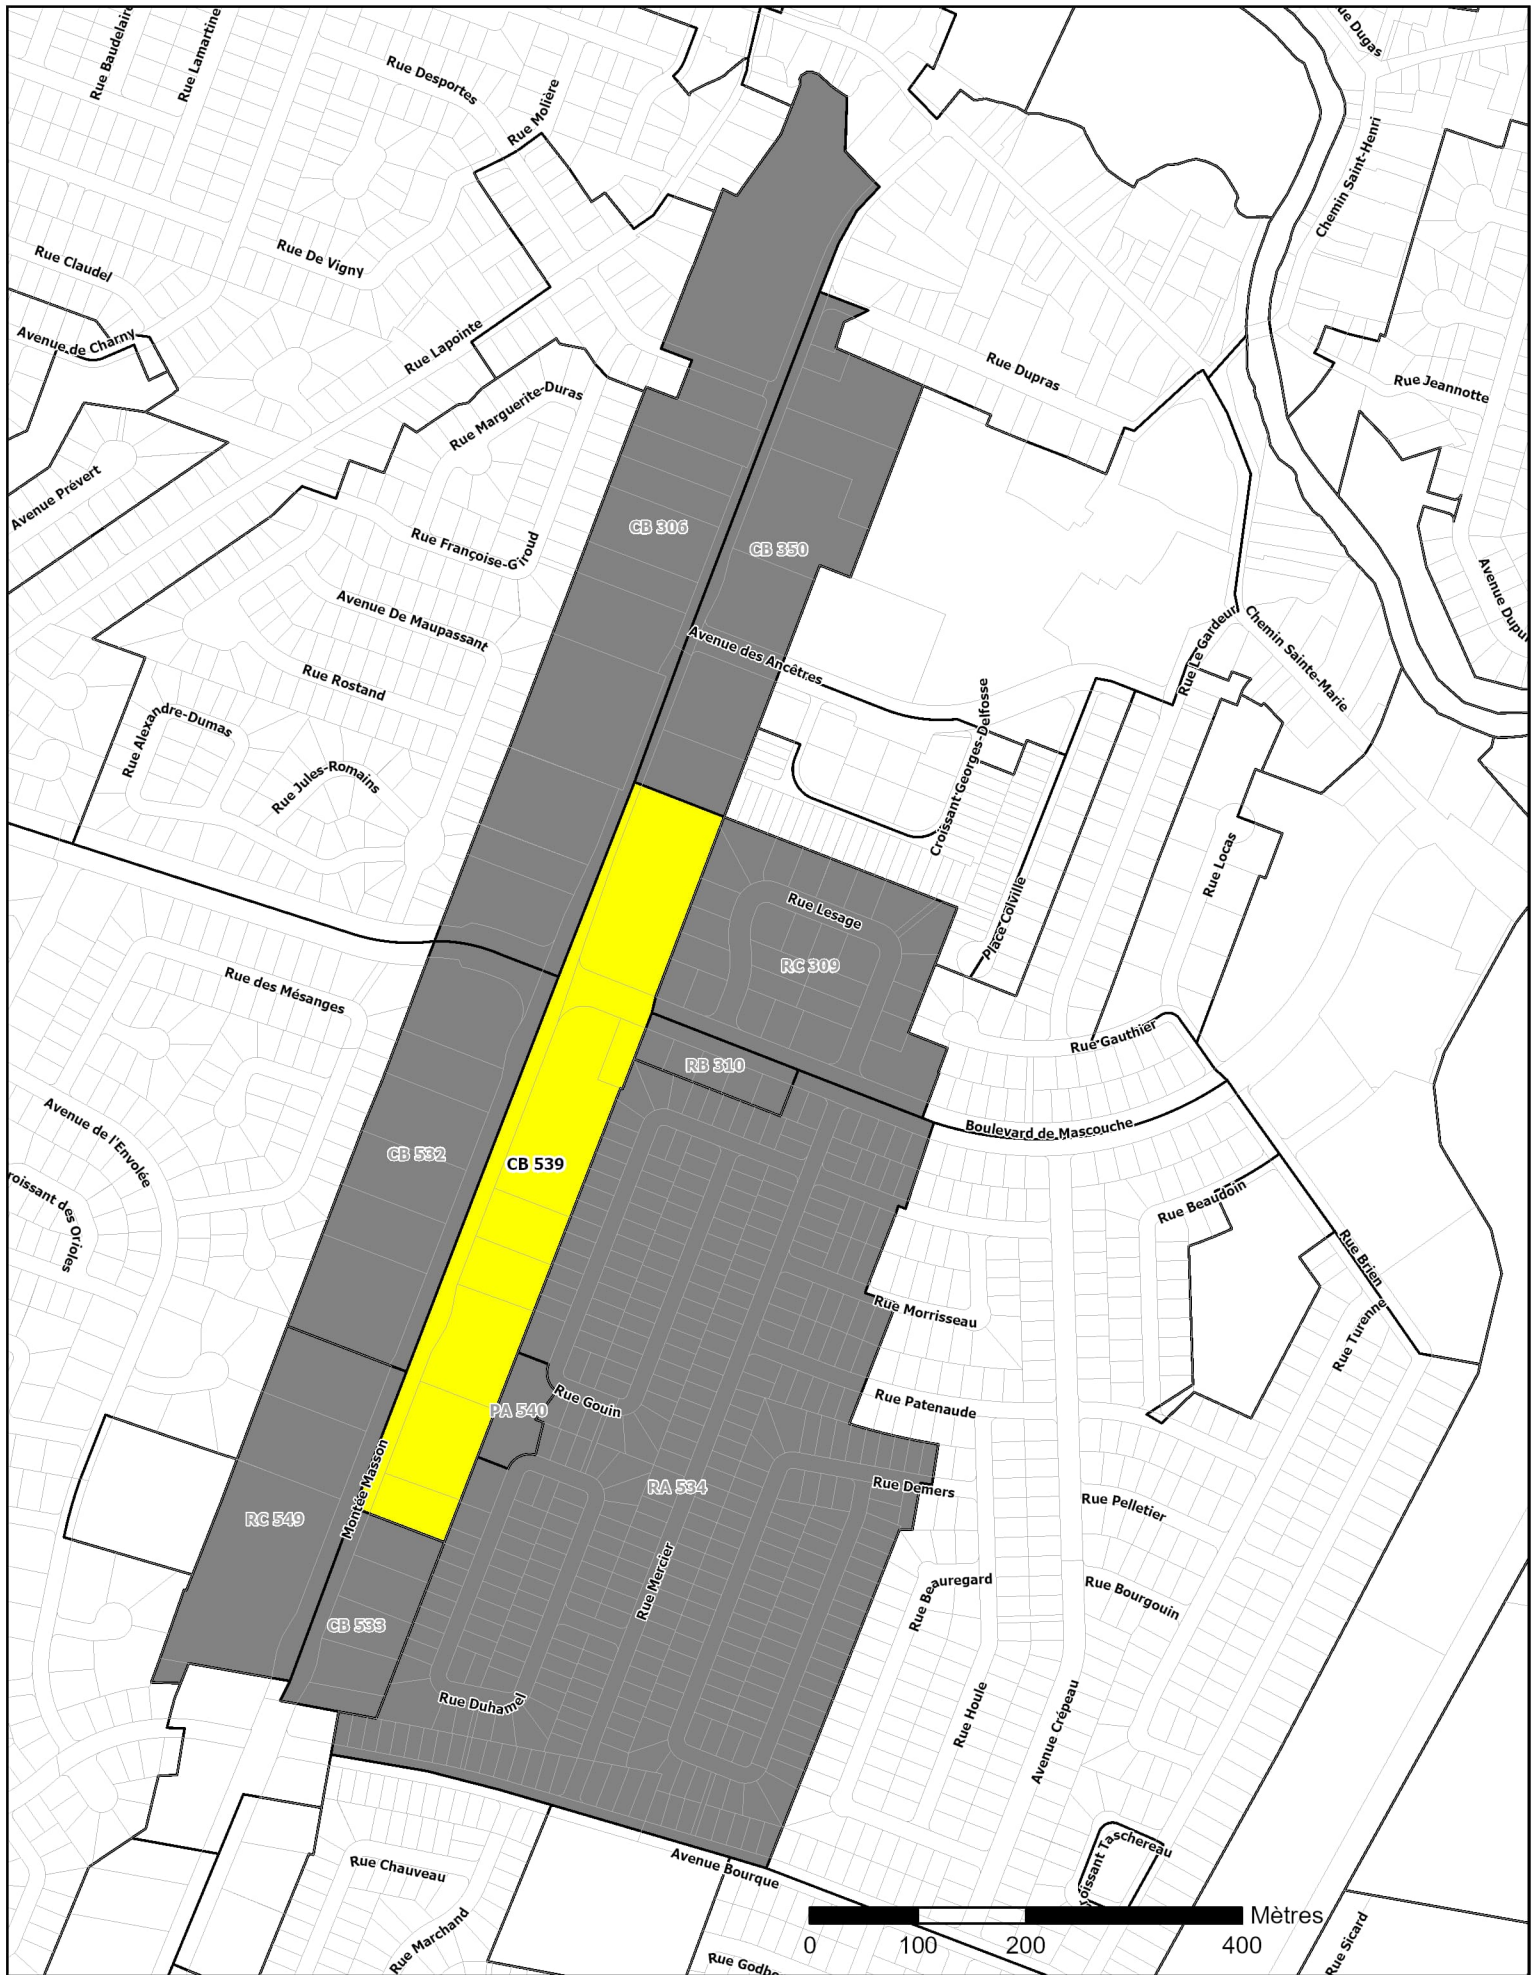 Rue Baudelaire
Rue Lamartine
Rue Desportes
Rue Molière
Chemin Saint-Henri
Rue Claudel
Rue De Vigny
Avenue de Charny
Rue Lapointe
Rue Dupras
Rue Jeannotte
Rue Marguerite-Duras
Avenue Prévert
CB 306
CB 350
Rue Françoise-Giroud
Avenue De Maupassant
Avenue des Ancêtres
Rue Le Gardeur
Chemin Sainte-Marie
Rue Rostand
Rue Alexandre-Dumas
Rue Jules-Romains
Croissant Georges-Delfosse
Rue Locas
Place Colville
Rue Lesage
RC 309
Rue des Mésanges
Rue Gauthier
RB 310
Boulevard de Mascouche
Avenue de l'Envolée
CB 532
CB 539
Rue Beaudoin
Rue Brien
Rue Morrisseau
Rue Turenne
Rue Gouin
PA 540
Rue Patenaude
RA 534
Rue Demers
Rue Pelletier
RC 549
Montée Masson
Rue Mercier
Rue Beauregard
Rue Bourgouin
CB 533
Rue Duhamel
Rue Houle
Avenue Crépeau
Rue Chauveau
Avenue Bourque
Taschereau
Rue Marchand
Rue Sicard
Mètres
0 100 200 400
des Orioles
Rue
Avenue
Dugas